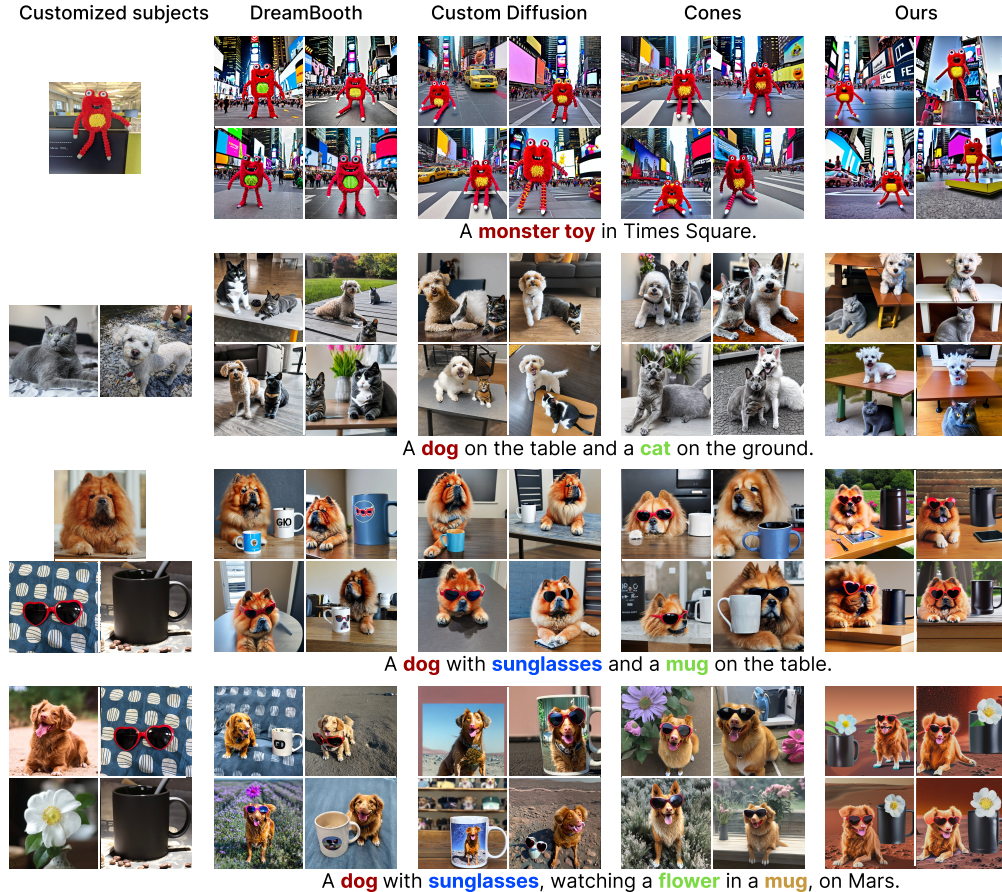 Customized subjects DreamBooth Custom Diffusion Cones Ours
A monster toy in Times Square.
A dog on the table and a cat on the ground.
GIO
A dog with sunglasses and a mug on the table.
A dog with sunglasses, watching a flower in a mug, on Mars.